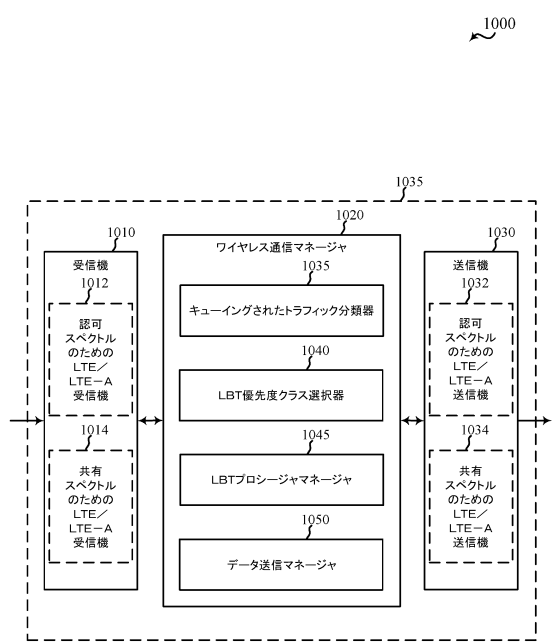 1000
1035
1020
1010
1030
ワイヤレス通信マネージャ
受信機
送信機
1012
1035
1032
認可
スペクトル
のための
LTE/
LTE-A
受信機
キューイングされたトラフィック分類器
認可
スペクトル
のための
LTE/
LTE-A
送信機
1040
LBT優先度クラス選択器
1014
1045
1034
共有
スペクトル
のための
LTE/
LTE-A
受信機
LBTプロシージャマネージャ
共有
スペクトル
のための
LTE/
LTE-A
送信機
1050
データ送信マネージャ